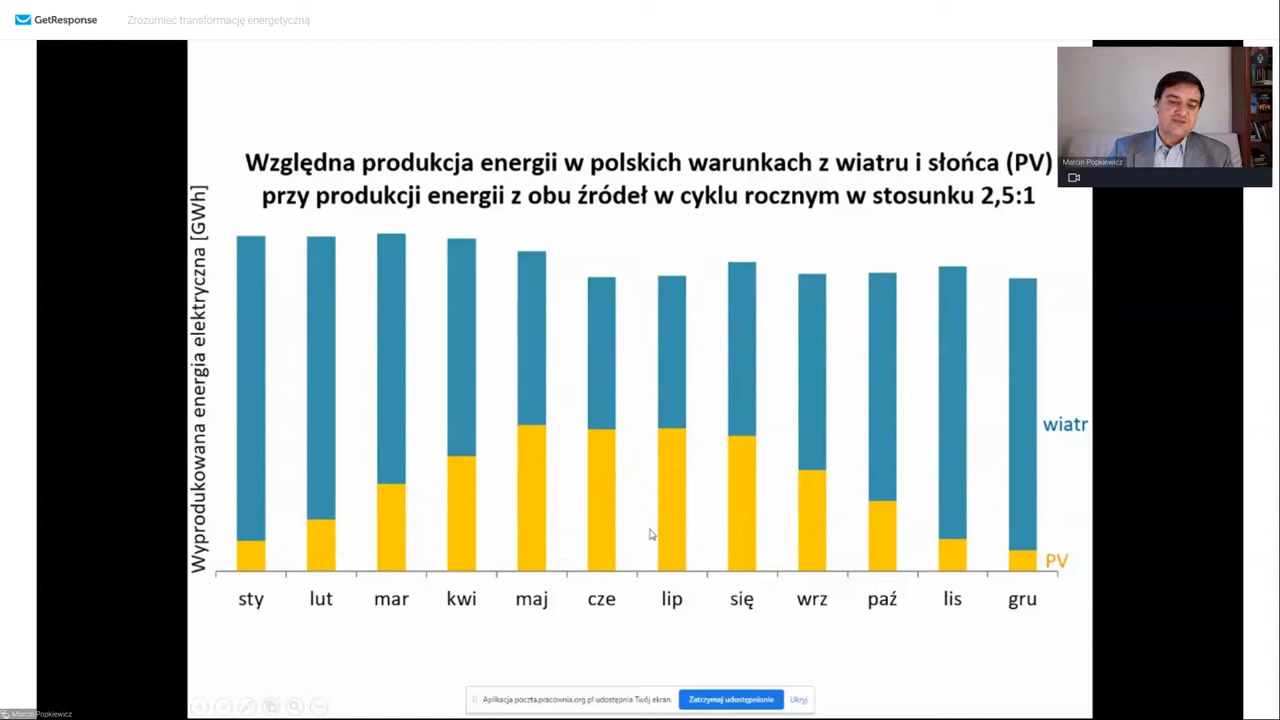 GetResponse
Zrozumieć transformację energetyczną
Marcin Popkiewicz
Względna produkcja energii w polskich warunkach z wiatru i słońca (PV)
przy produkcji energii z obu źródeł w cyklu rocznym w stosunku 2,5:1
Wyprodukowana energia elektryczna [GWh]
wiatr
PV
sty lut mar kwi maj cze lip się wrz paź lis gru
Aplikacja poczta.pracownia.org.pl udostępnia Twój ekran.
Zatrzymaj udostępnianie
Ukryj
Marcin Popkiewicz